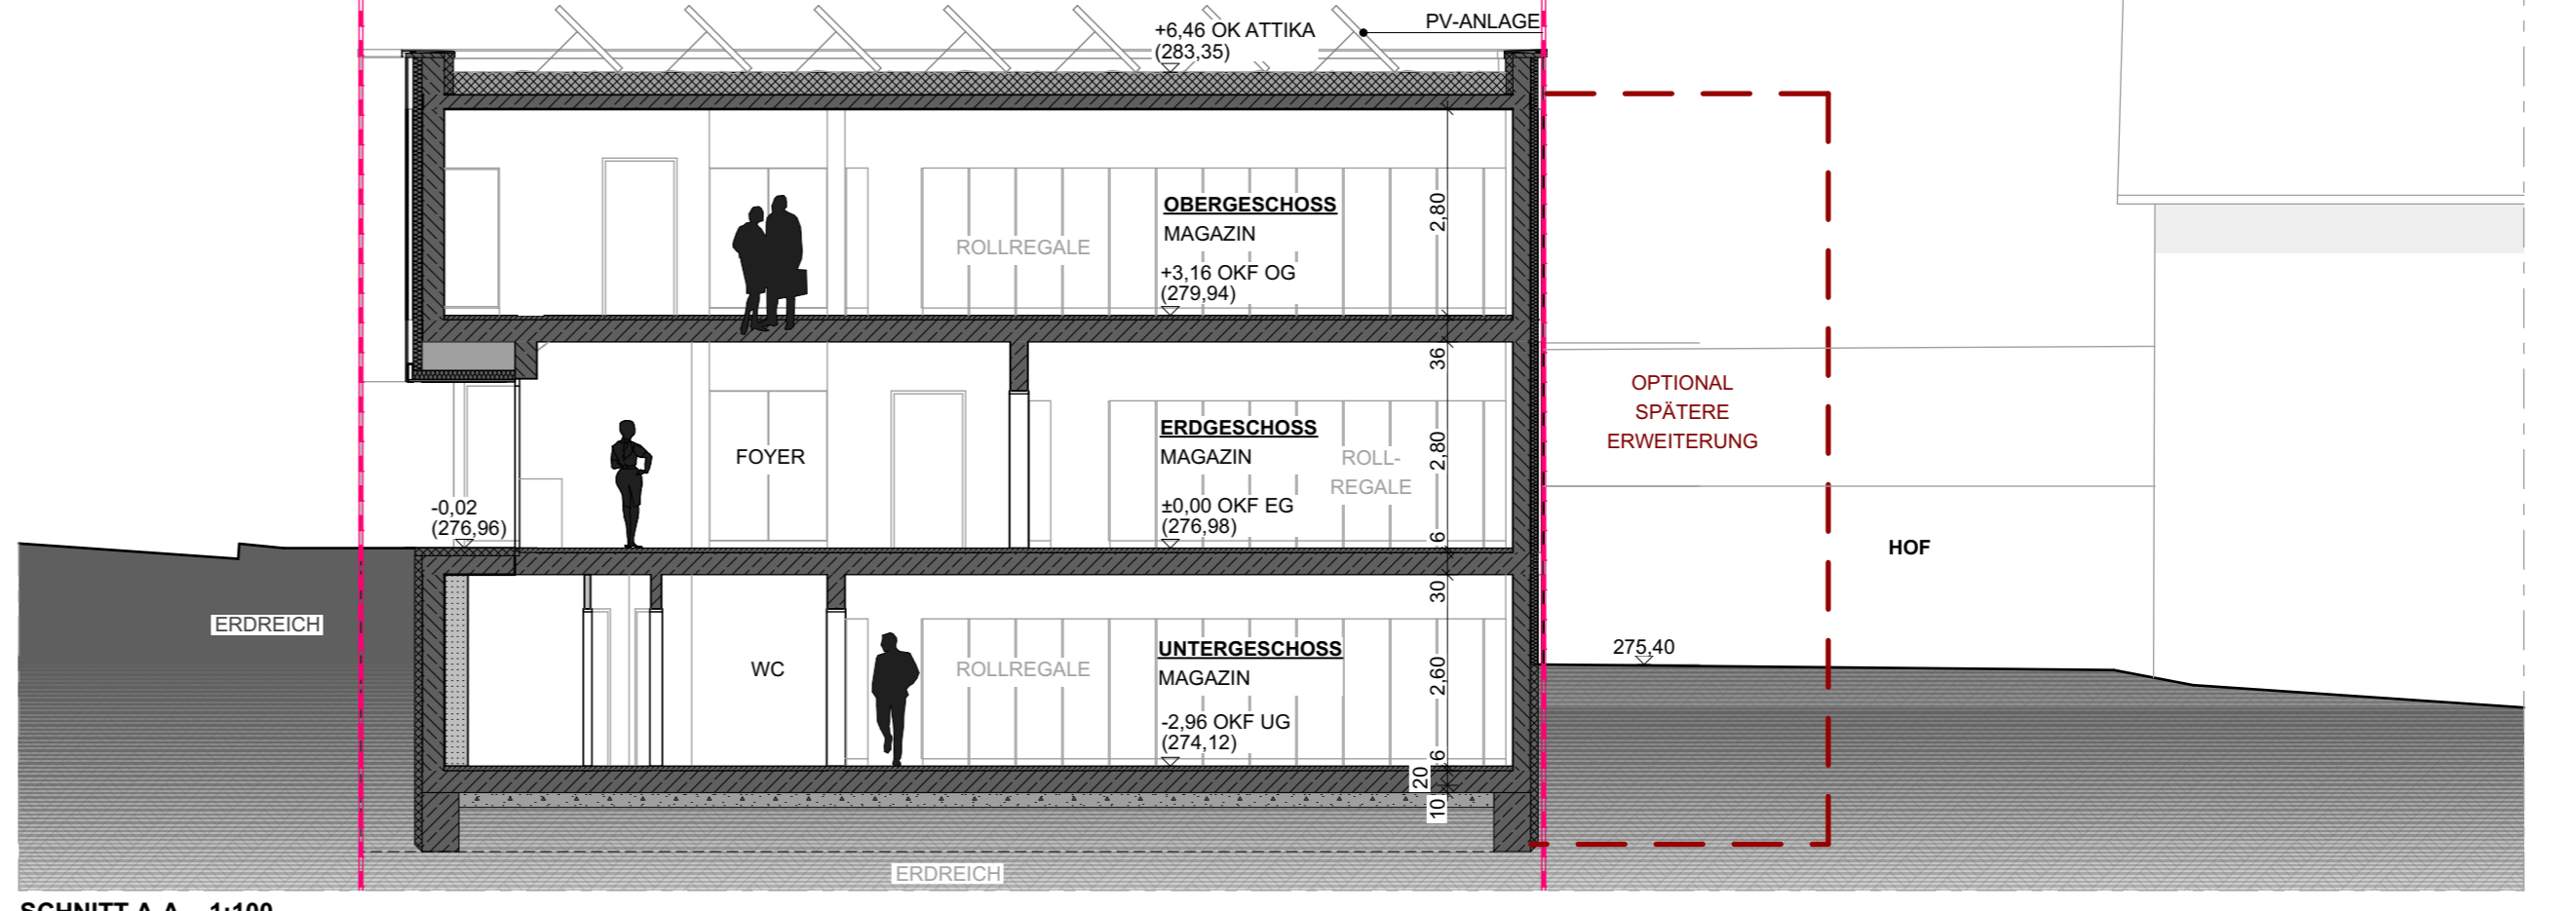 PV-ANLAGE
+6,46 OK ATTIKA
(283,35)
OBERGESCHOSS
MAGAZIN
ROLLREGALE
+3,16 OKF OG
(279,94)
2,80
36
OPTIONAL
SPÄTERE
ERWEITERUNG
ERDGESCHOSS
MAGAZIN
FOYER
ROLL-
REGALE
2,80
-0,02
(276,96)
±0,00 OKF EG
(276,98)
6
HOF
30
ERDREICH
275,40
UNTERGESCHOSS
MAGAZIN
WC
ROLLREGALE
2,60
-2,96 OKF UG
(274,12)
6
20
10
ERDREICH
SCHNITT A-A 1:100